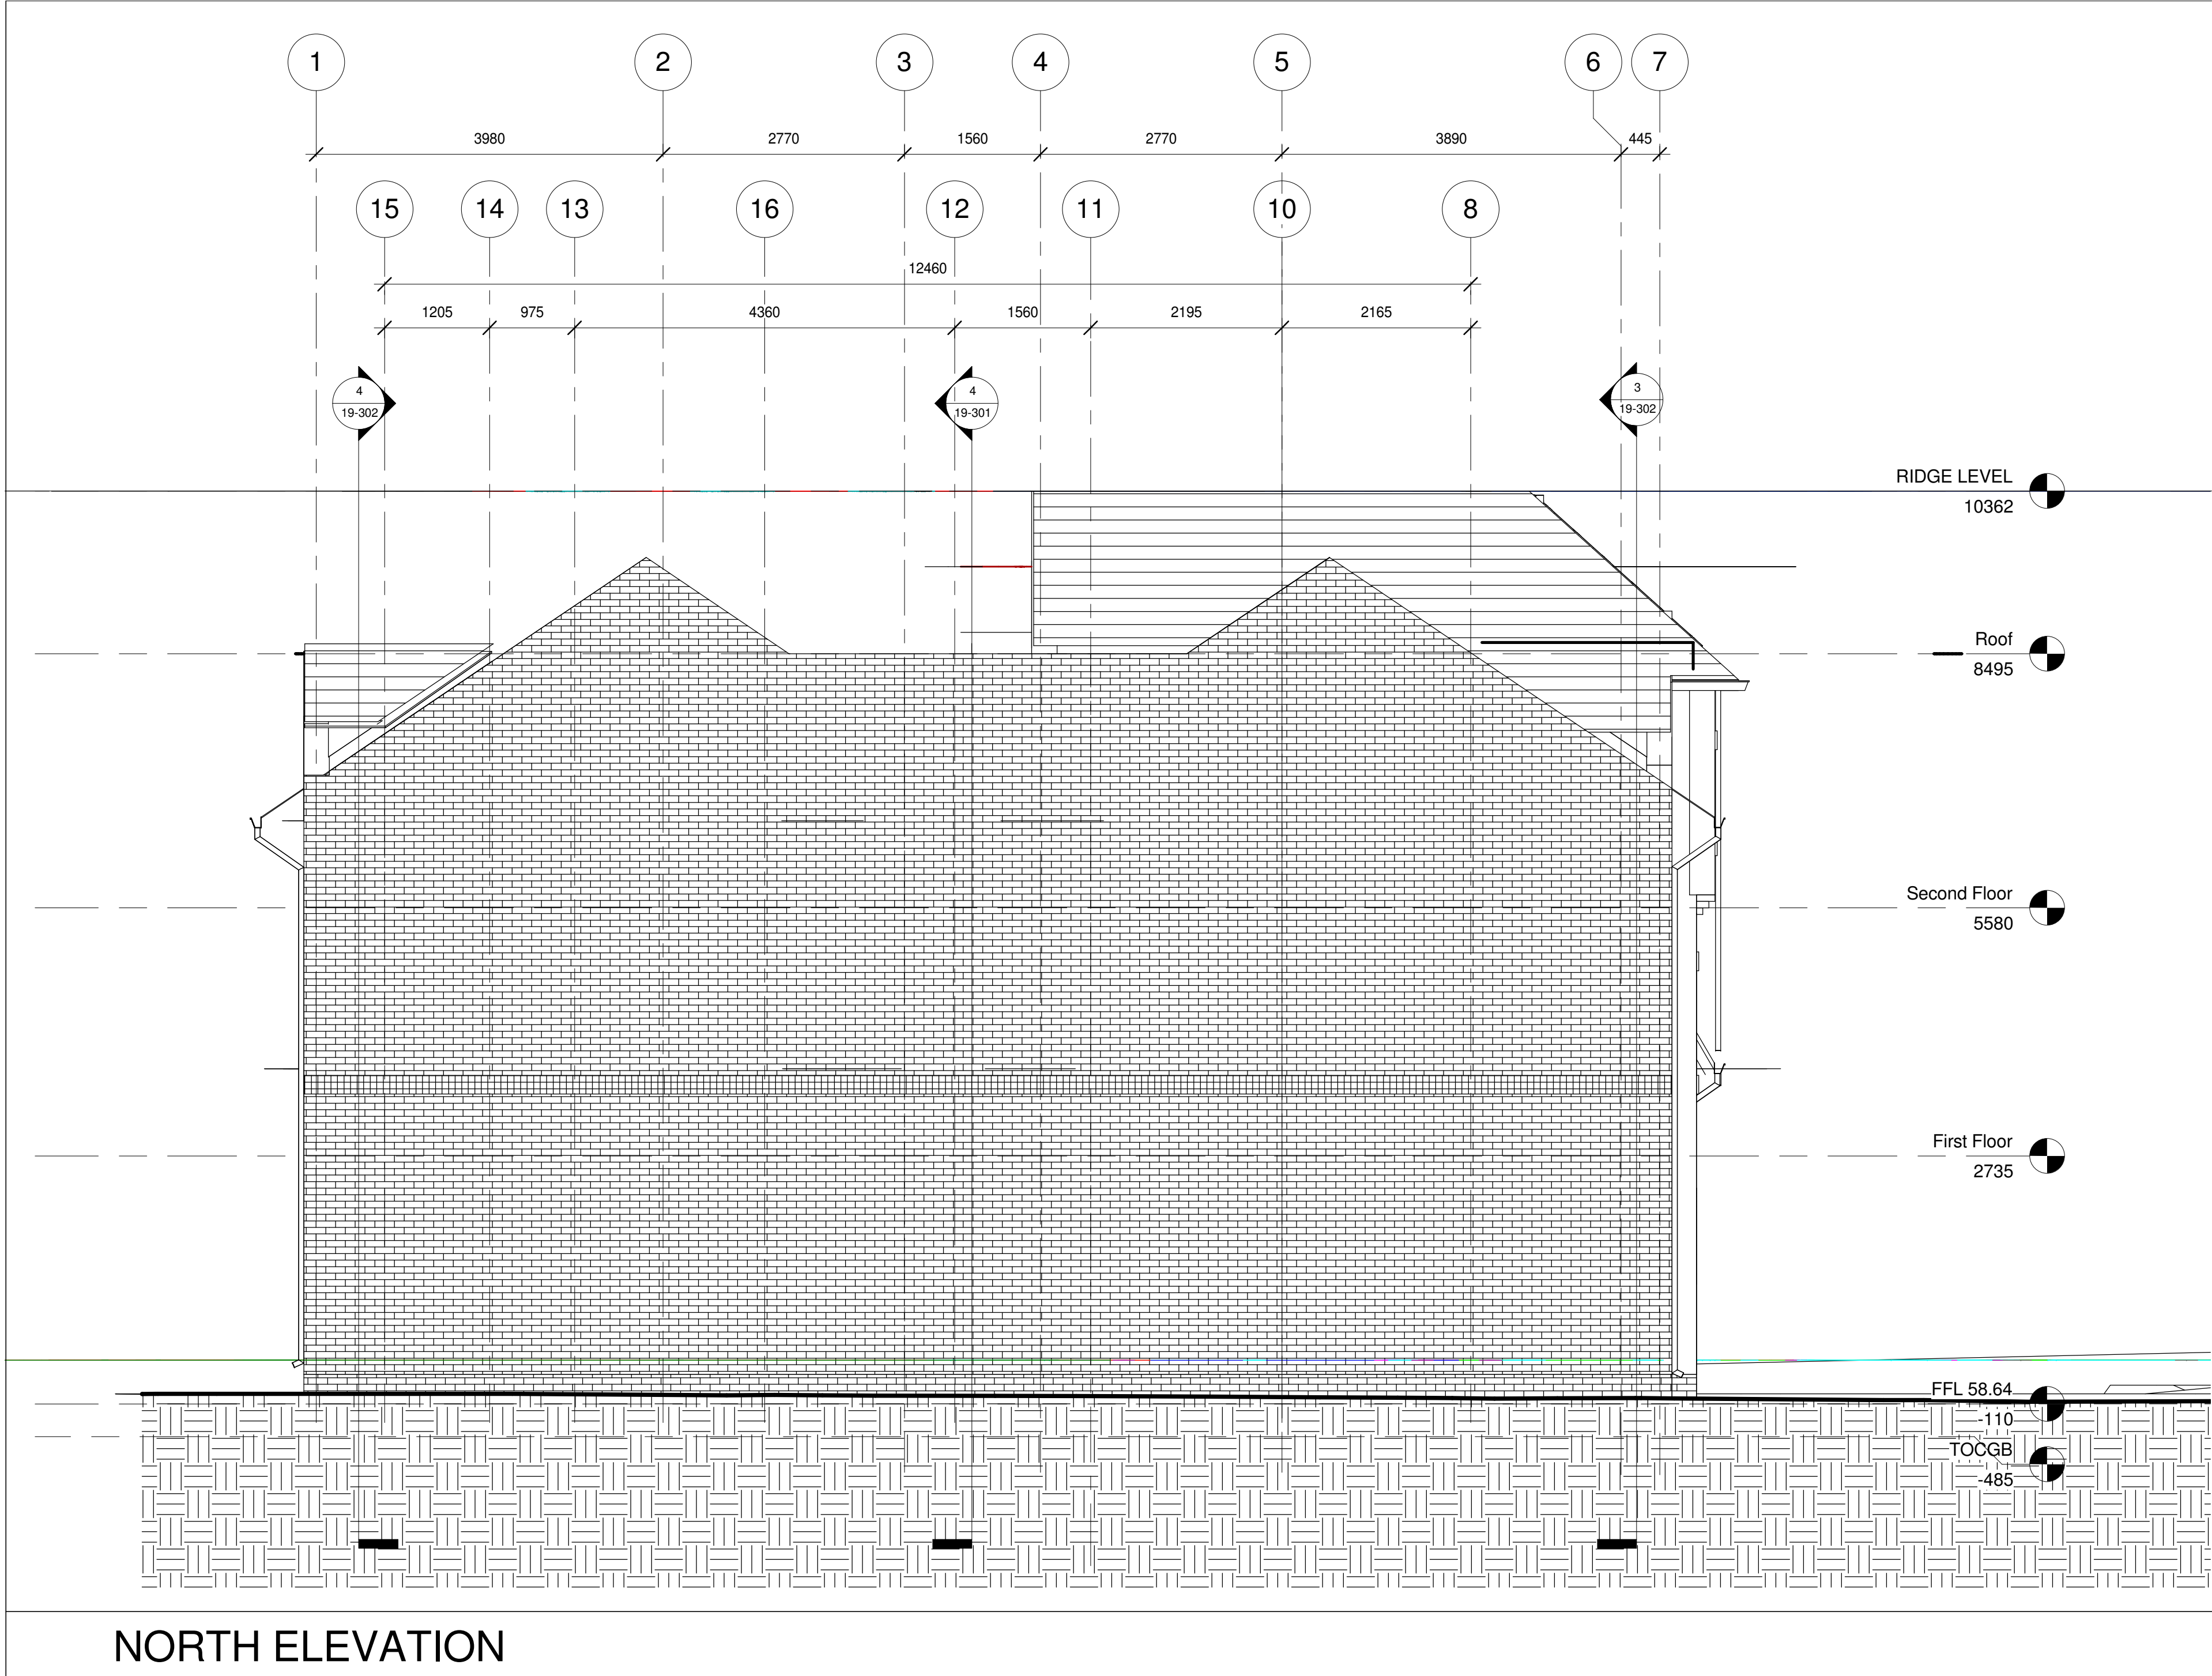 1 2 3 4 5 6 7
3980 2770 1560 2770 3890 445
15 14 13 16 12 11 10 8
12460
1205 975 4360 1560 2195 2165
4
19-302
4
19-301
3
19-302
RIDGE LEVEL
10362
Roof
8495
Second Floor
5580
First Floor
2735
FFL 58.64
-110
TOCGB
-485
NORTH ELEVATION